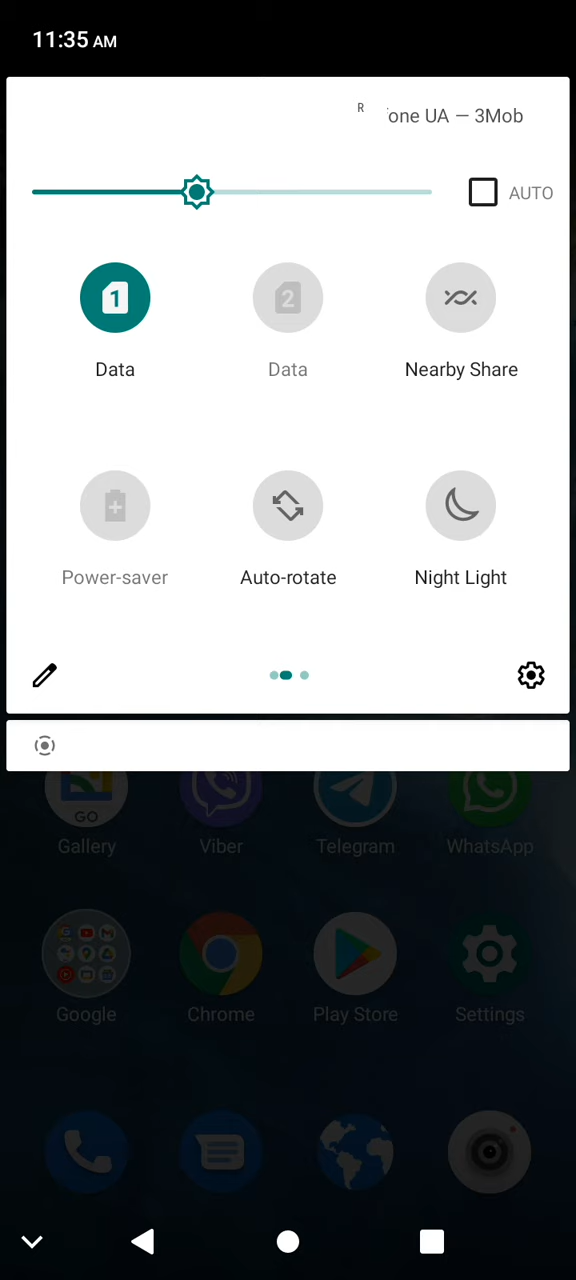 11:35 AM
R
one UA — 3Mob
AUTO
1
2
Data
Data
Nearby Share
Power-saver
Auto-rotate
Night Light
GO
Gallery
Viber
Telegram
WhatsApp
Google
Chrome
Play Store
Settings